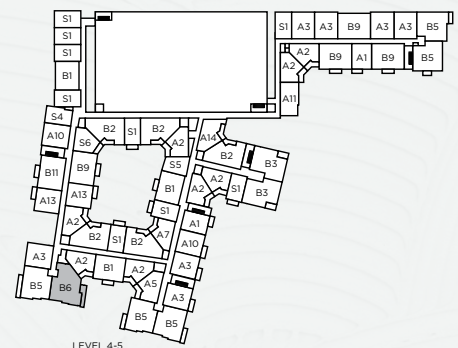 S1 S1 A3 A3 B9 A3 A3 B5
S1
S1 A2 B9 A1 B9 B5
B1 A2
S1 A11
S4 B2 S1 B2 A14
A10 S6 A2 B2 B3
B11 B9 S5 A2 S1 B3
A13 A13 B1 A2
S1
A2 B2 S1 B2 A7 A1
A10
A3 A2 B1 A2 A3
B5 B6 A5 A3
B5 B5
LEVEL 4-5